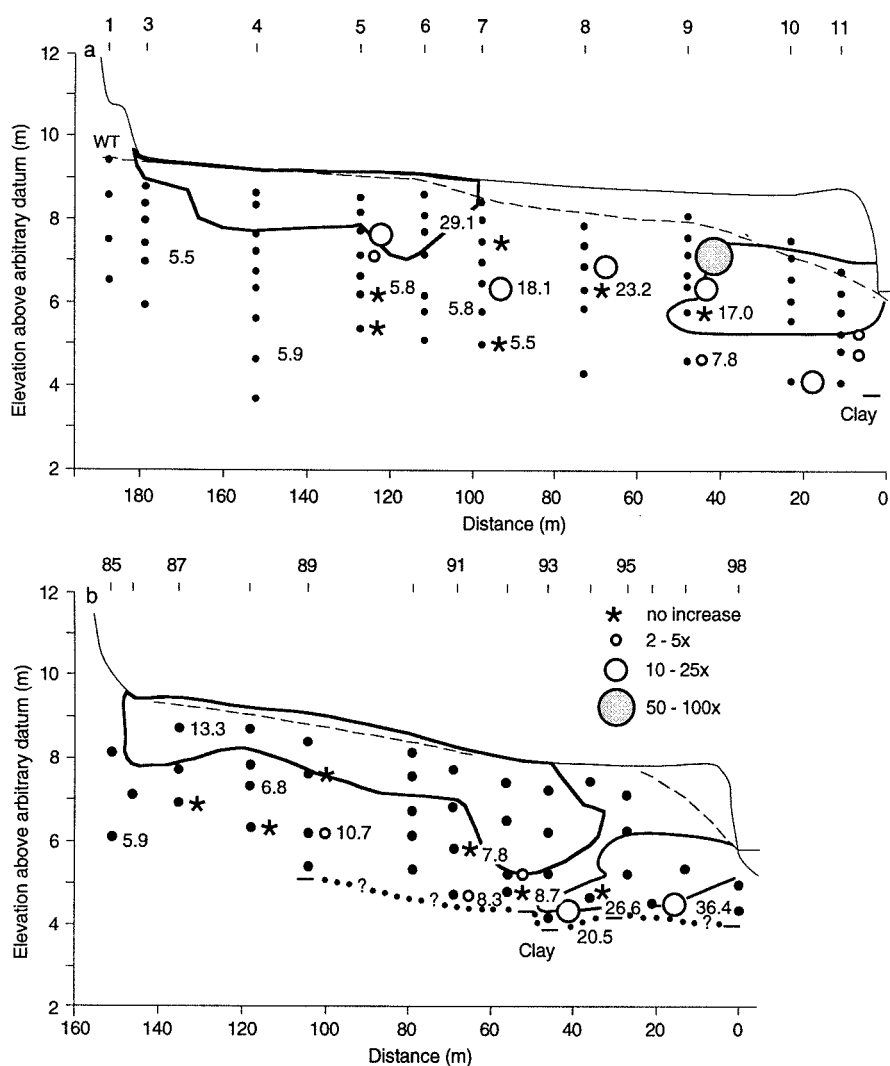 1 3 4 5 6 7 8 9 10 11
a
12
10
8
6
4
2
Elevation above arbitrary datum (m)
WT
29.1
5.5
5.8
18.1
23.2
5.8
17.0
5.9
5.5
7.8
Clay
180 160 140 120 100 80 60 40 20 0
Distance (m)
85 87 89 91 93 95 98
b
12
10
8
6
4
2
Elevation above arbitrary datum (m)
no increase
2 - 5x
10 - 25x
50 - 100x
13.3
6.8
5.9
10.7
7.8
?
?
8.3
8.7
26.6
36.4
20.5
?
Clay
160 140 120 100 80 60 40 20 0
Distance (m)